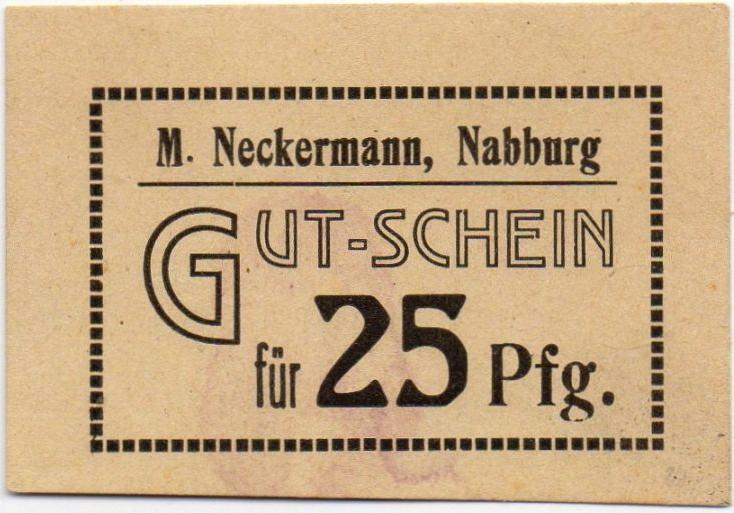 M. Neckermann, Nabburg
GUT-SCHEIN
für 25 Pfg.